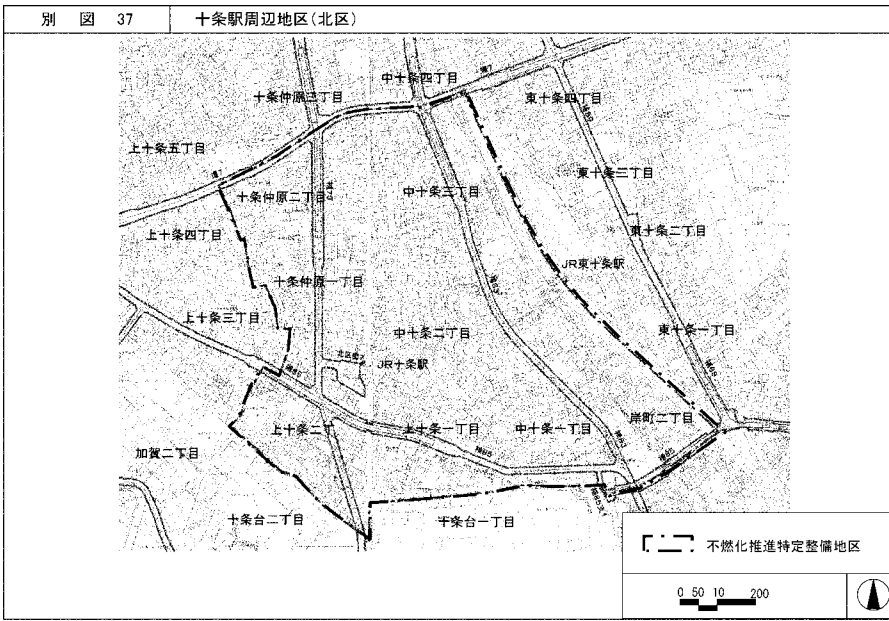 別 図 37 十条駅周辺地区(北区)
中十条四丁目
補7
十条仲原三丁目
東十条四丁目
上十条五丁目
東十条三丁目
十条仲原二丁目
中十条三丁目
上十条四丁目
東十条二丁目
JR東十条駅
十条仲原一丁目
上十条三丁目
中十条二丁目
東十条一丁目
JR十条駅
岸町二丁目
上十条二丁
上十条一丁目
中十条一丁目
加賀二丁目
十条台二丁目
十条台一丁目
不燃化推進特定整備地区
0 50 10 200